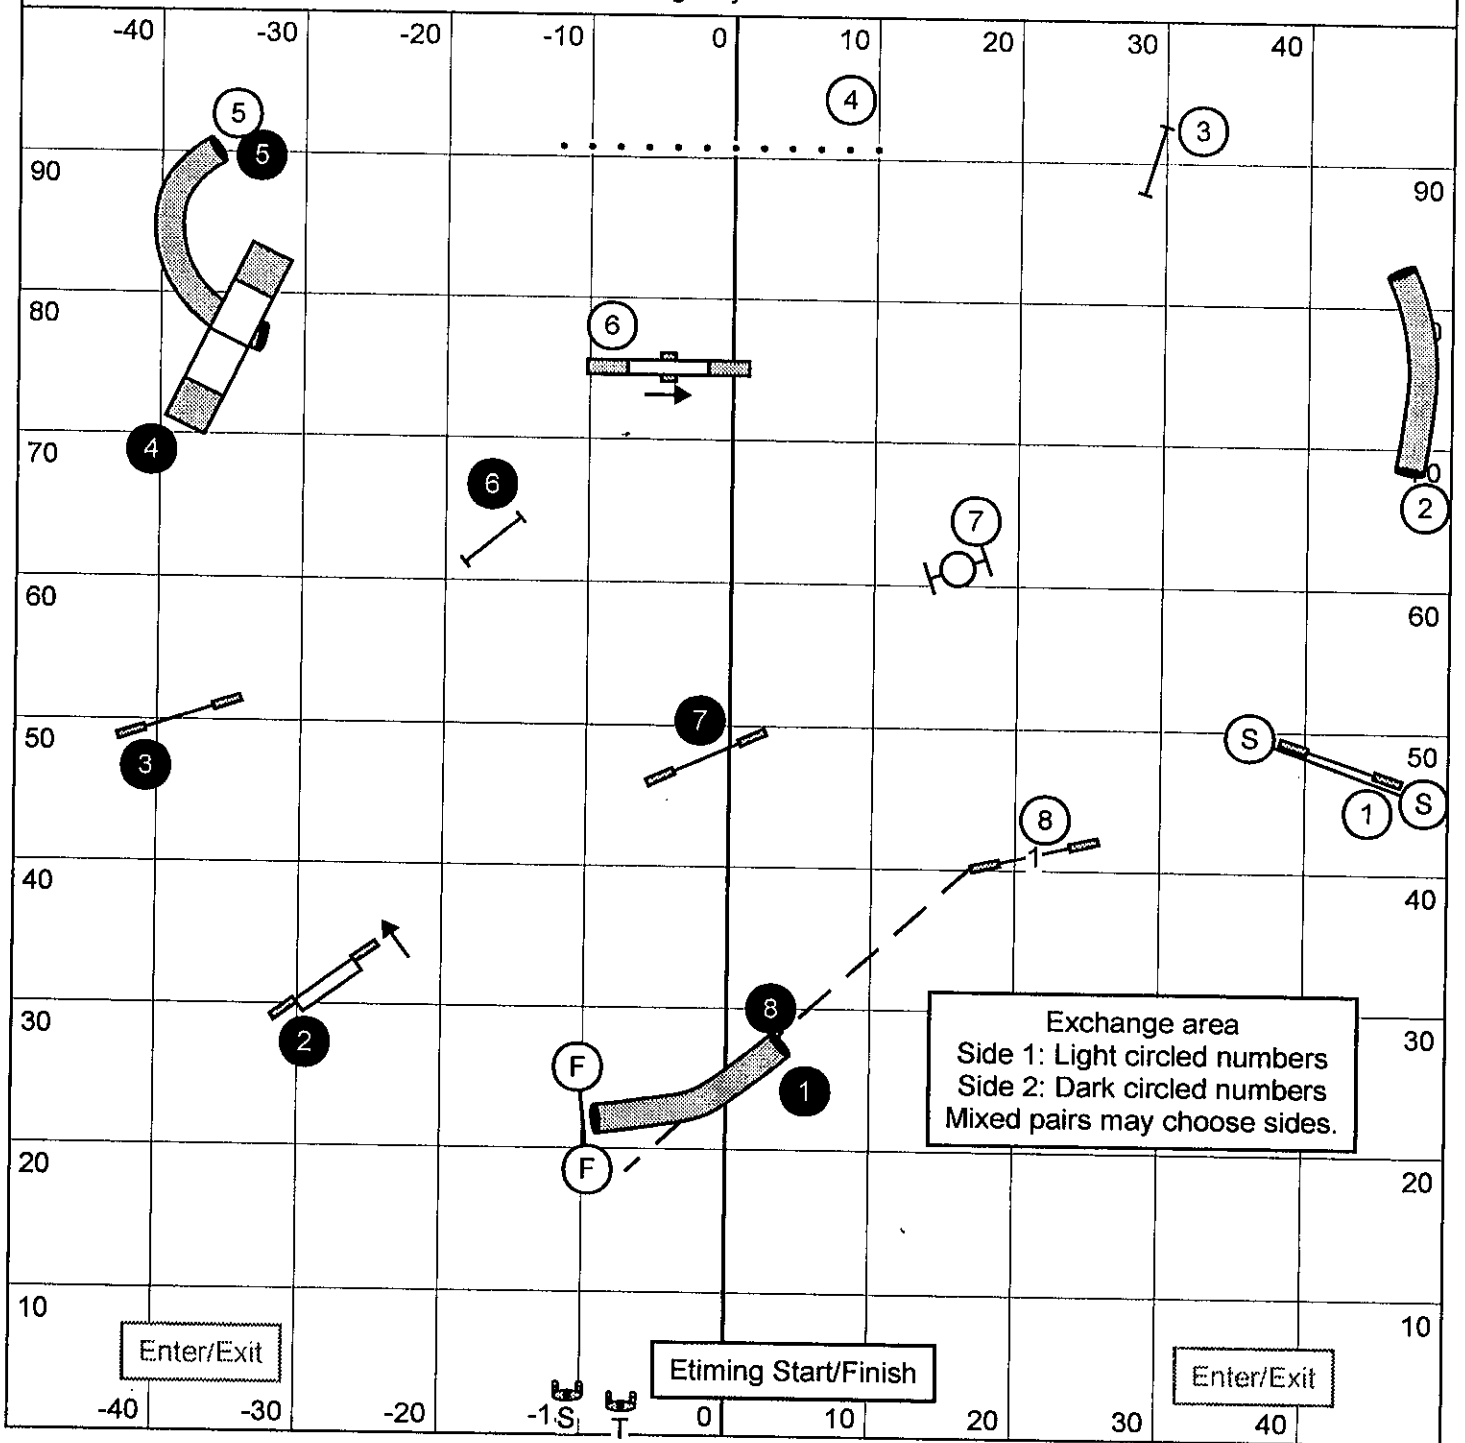 -40 -30 -20 -10 0 10 20 30 40
5 4 3
5
90 90
80
6
4 70
6 7 2
60 60
7 S
50 50
3 1 S
8
1
40 40
8
2 30 30
Exchange area
Side 1: Light circled numbers
Side 2: Dark circled numbers
Mixed pairs may choose sides.
F 1
F
20 20
10 10
Enter/Exit Etiming Start/Finish Enter/Exit
-40 -30 -20 -1 S T 0 10 20 30 40